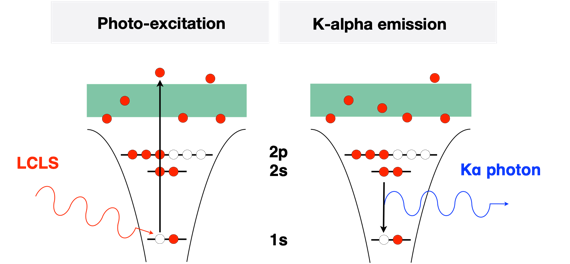 Photo-excitation
K-alpha emission
LCLS
2p
2s
1s
Kα photon